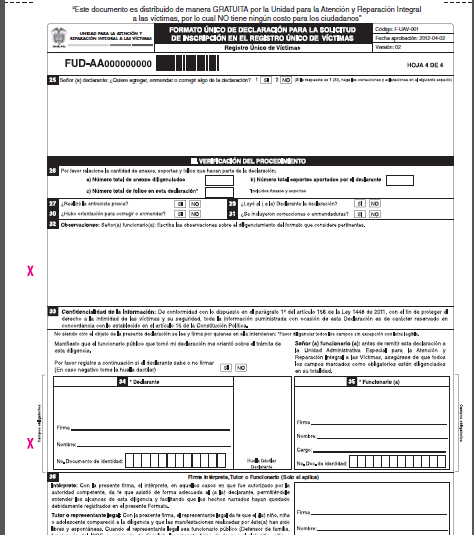 "Este documento es distribuido de manera GRATUITA por la Unidad para la Atención y Reparación Integral
a las víctimas, por lo cual NO tiene ningún costo para los ciudadanos"
UNIDAD PARA LA ATENCIÓN Y
REPARACIÓN INTEGRAL A LAS VÍCTIMAS
FORMATO ÚNICO DE DECLARACIÓN PARA LA SOLICITUD
DE INSCRIPCIÓN EN EL REGISTRO ÚNICO DE VÍCTIMAS
Registro Único de Víctimas
Código: F-UAV-001
Fecha aprobación: 2012-04-02
Versión: 02
FUD-AA00000000
HOJA 4 DE 4
25 Señor (a) declarante: ¿Quiere agregar, enmendar o corregir algo de la declaración? 1 SI 2 NO (Si la respuesta es 1 (SI), haga las correcciones y aclaraciones en el siguiente espacio)
VERIFICACIÓN DEL PROCEDIMIENTO
26 Por favor relacione la cantidad de anexos, soportes y folios que hacen parte de la declaración:
a) Número total de anexos diligenciados
b) Número total soportes aportados por el declarante
c) Número total de folios en esta declaración*
*Incluidos Anexos y soportes
27 ¿Realizó la entrevista previa? SI NO
29 ¿Leyó al (a la) Declarante la declaración? SI NO
30 ¿Hubo orientación para corregir o enmendar? SI NO
31 ¿Se incluyeron correcciones o enmendaduras? SI NO
32 Observaciones: Señor(a) funcionario(a): Escriba las observaciones sobre el diligenciamiento del formato que considere pertinentes.
X
33 Confidencialidad de la Información: De conformidad con lo dispuesto en el parágrafo 1º del artículo 156 de la Ley 1448 de 2011, con el fin de proteger el
derecho a la intimidad de las víctimas y su seguridad, toda la información suministrada con ocasión de esta Declaración es de carácter reservado en
concordancia con lo establecido en el artículo 15 de la Constitución Política.
No siendo otro el objeto de la presente declaración se lee y firma por quienes en ella intervinieron: *Favor diligenciar todos los campos sin excepción con letra legible.
Manifiesto que el funcionario público que tomó mi declaración me orientó sobre el trámite de
esta diligencia.
Por favor registre a continuación si el declarante sabe o no firmar
(En caso negativo tome la huella dactilar) SI NO
Señor (a) funcionario (a): antes de remitir esta declaración a
la Unidad Administrativa Especial para la Atención y
Reparación Integral a las Víctimas, asegúrese de que todos
los campos marcados como obligatorios estén diligenciados
en su totalidad.
Campos obligatorios
34 * Declarante
Firma
Nombre:
No. Documento de identidad:
Huella Dactilar
Declarante
35 * Funcionario (a)
Firma
Nombre:
Cargo:
No. Doc. de identidad:
Campos obligatorios
X
36 Firma Intérprete, Tutor o Funcionario (Solo si aplica)
Intérprete: Con la presente firma, el intérprete, en aquellos casos en que fue autorizado por la
autoridad competente, da fe que asistió de forma adecuada al (a la) declarante, permitiéndole
entender los alcances de esta diligencia y facilitando que los hechos narrados hayan quedado
debidamente registrados en el presente Formato.
Tutor o representante legal: Con la presente firma, el representante legal da fe que el (la) niño, niña
o adolescente compareció a la diligencia y que las manifestaciones realizadas por éste(a) han sido
libres y espontánea. Cuando el representante legal sea funcionario público (Defensor de familia,
Firma
Nombre: